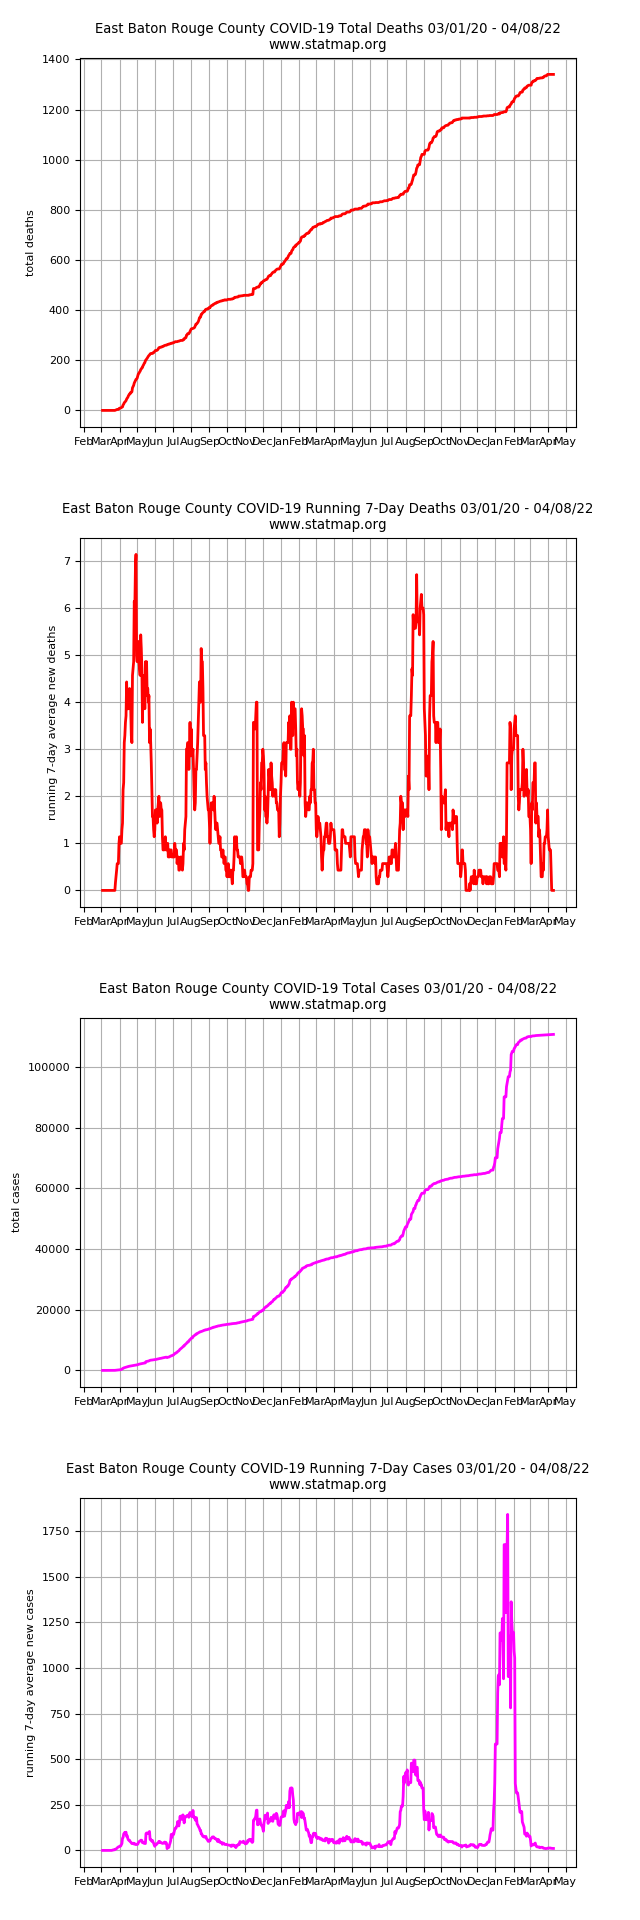 East Baton Rouge County COVID-19 Total Deaths 03/01/20 - 04/08/22
www.statmap.org
1400
1200
1000
800
600
400
200
0
total deaths
Feb Mar Apr May Jun Jul Aug Sep Oct Nov Dec Jan Feb Mar Apr May Jun Jul Aug Sep Oct Nov Dec Jan Feb Mar Apr May
East Baton Rouge County COVID-19 Running 7-Day Deaths 03/01/20 - 04/08/22
www.statmap.org
7
6
5
4
3
2
1
0
running 7-day average new deaths
Feb Mar Apr May Jun Jul Aug Sep Oct Nov Dec Jan Feb Mar Apr May Jun Jul Aug Sep Oct Nov Dec Jan Feb Mar Apr May
East Baton Rouge County COVID-19 Total Cases 03/01/20 - 04/08/22
www.statmap.org
100000
80000
60000
40000
20000
0
total cases
Feb Mar Apr May Jun Jul Aug Sep Oct Nov Dec Jan Feb Mar Apr May Jun Jul Aug Sep Oct Nov Dec Jan Feb Mar Apr May
East Baton Rouge County COVID-19 Running 7-Day Cases 03/01/20 - 04/08/22
www.statmap.org
1750
1500
1250
1000
750
500
250
0
running 7-day average new cases
Feb Mar Apr May Jun Jul Aug Sep Oct Nov Dec Jan Feb Mar Apr May Jun Jul Aug Sep Oct Nov Dec Jan Feb Mar Apr May